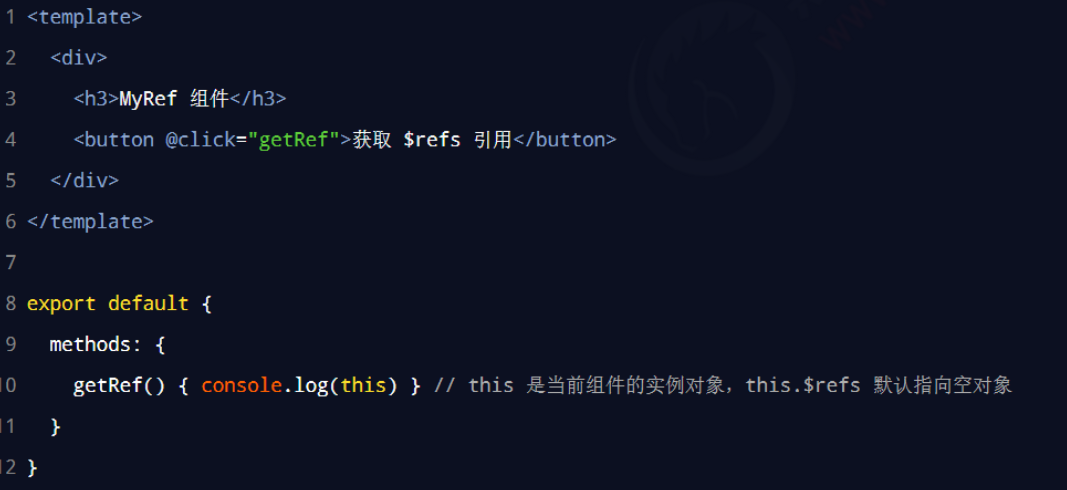 1 <template>
2   <div>
3     <h3>MyRef 组件</h3>
4     <button @click="getRef">获取 $refs 引用</button>
5   </div>
6 </template>
7
8 export default {
9   methods: {
10     getRef() { console.log(this) } // this 是当前组件的实例对象，this.$refs 默认指向空对象
11   }
12 }